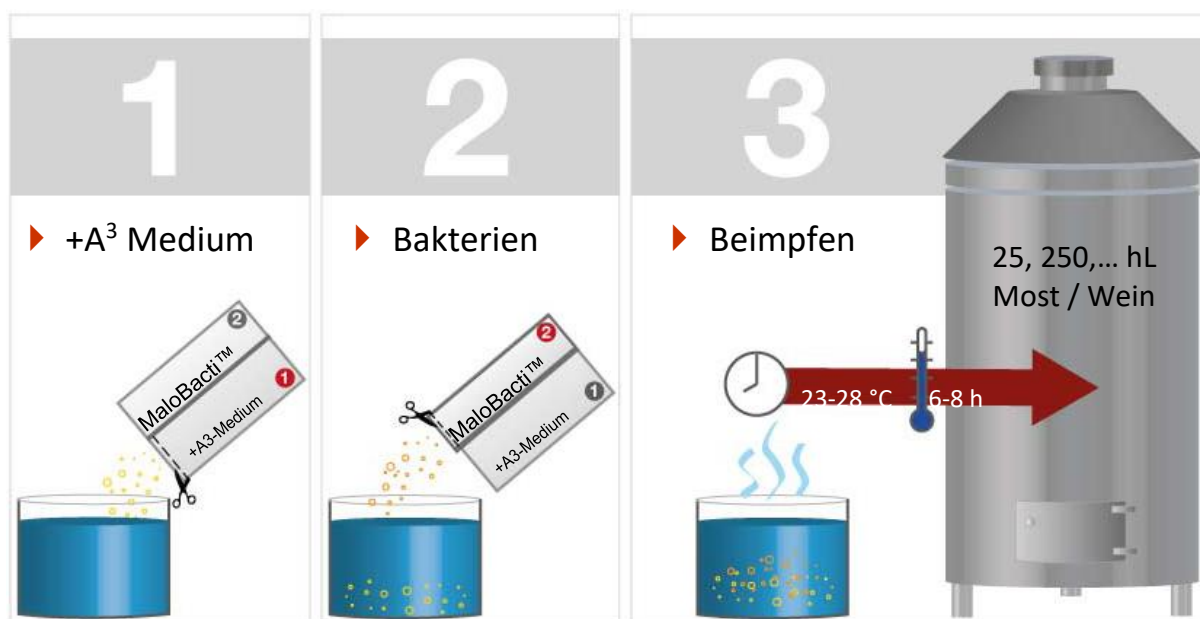 1
+A³ Medium
2
MaloBacti™
1
+A3-Medium
2
Bakterien
2
MaloBacti™
1
+A3-Medium
3
Beimpfen
25, 250,... hL
Most / Wein
23-28 °C 6-8 h